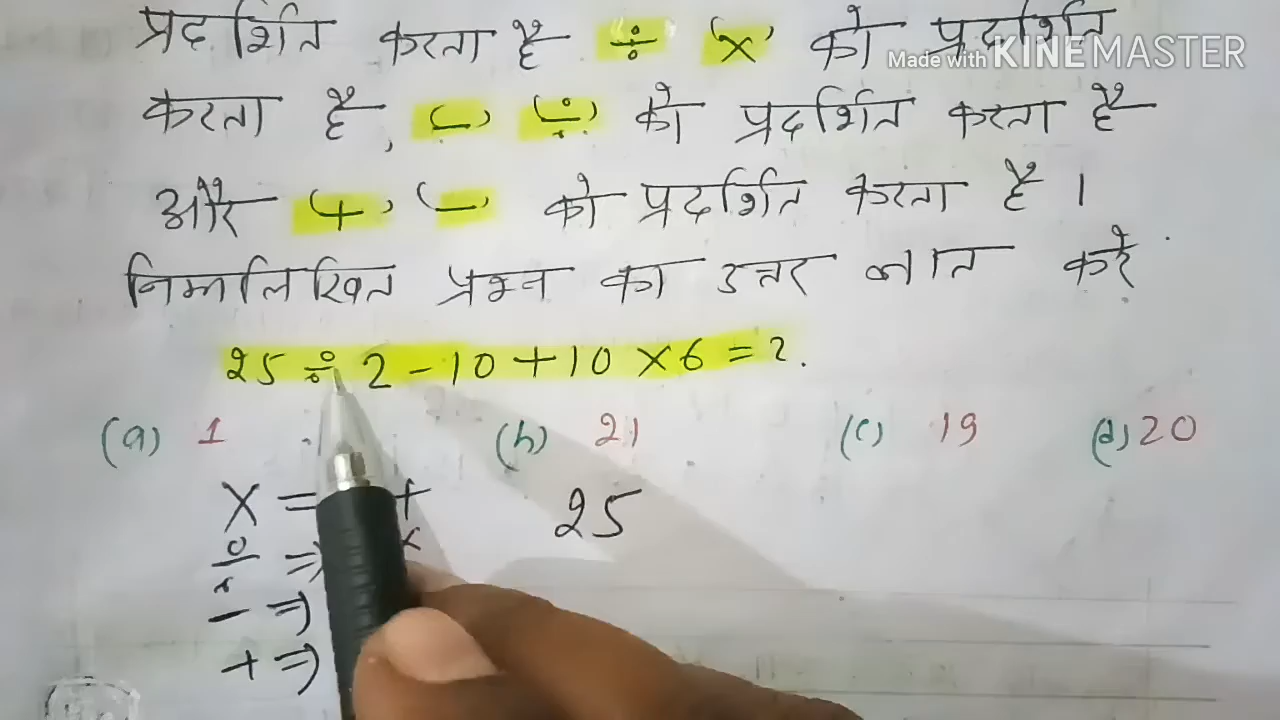 प्रदर्शित करता है ÷ 'x' को प्रदर्शित
Made with KINEMASTER
करता है, (-) (÷) को प्रदर्शित करता है
और '+' '-' को प्रदर्शित करता है ।
निम्नलिखित प्रश्न का उत्तर ज्ञात करे
25 ÷ 2 - 10 + 10 × 6 = ?.
(a) 1 (b) 21 (c) 19 (d) 20
x = + 25
÷ =>
- =>
+ =>